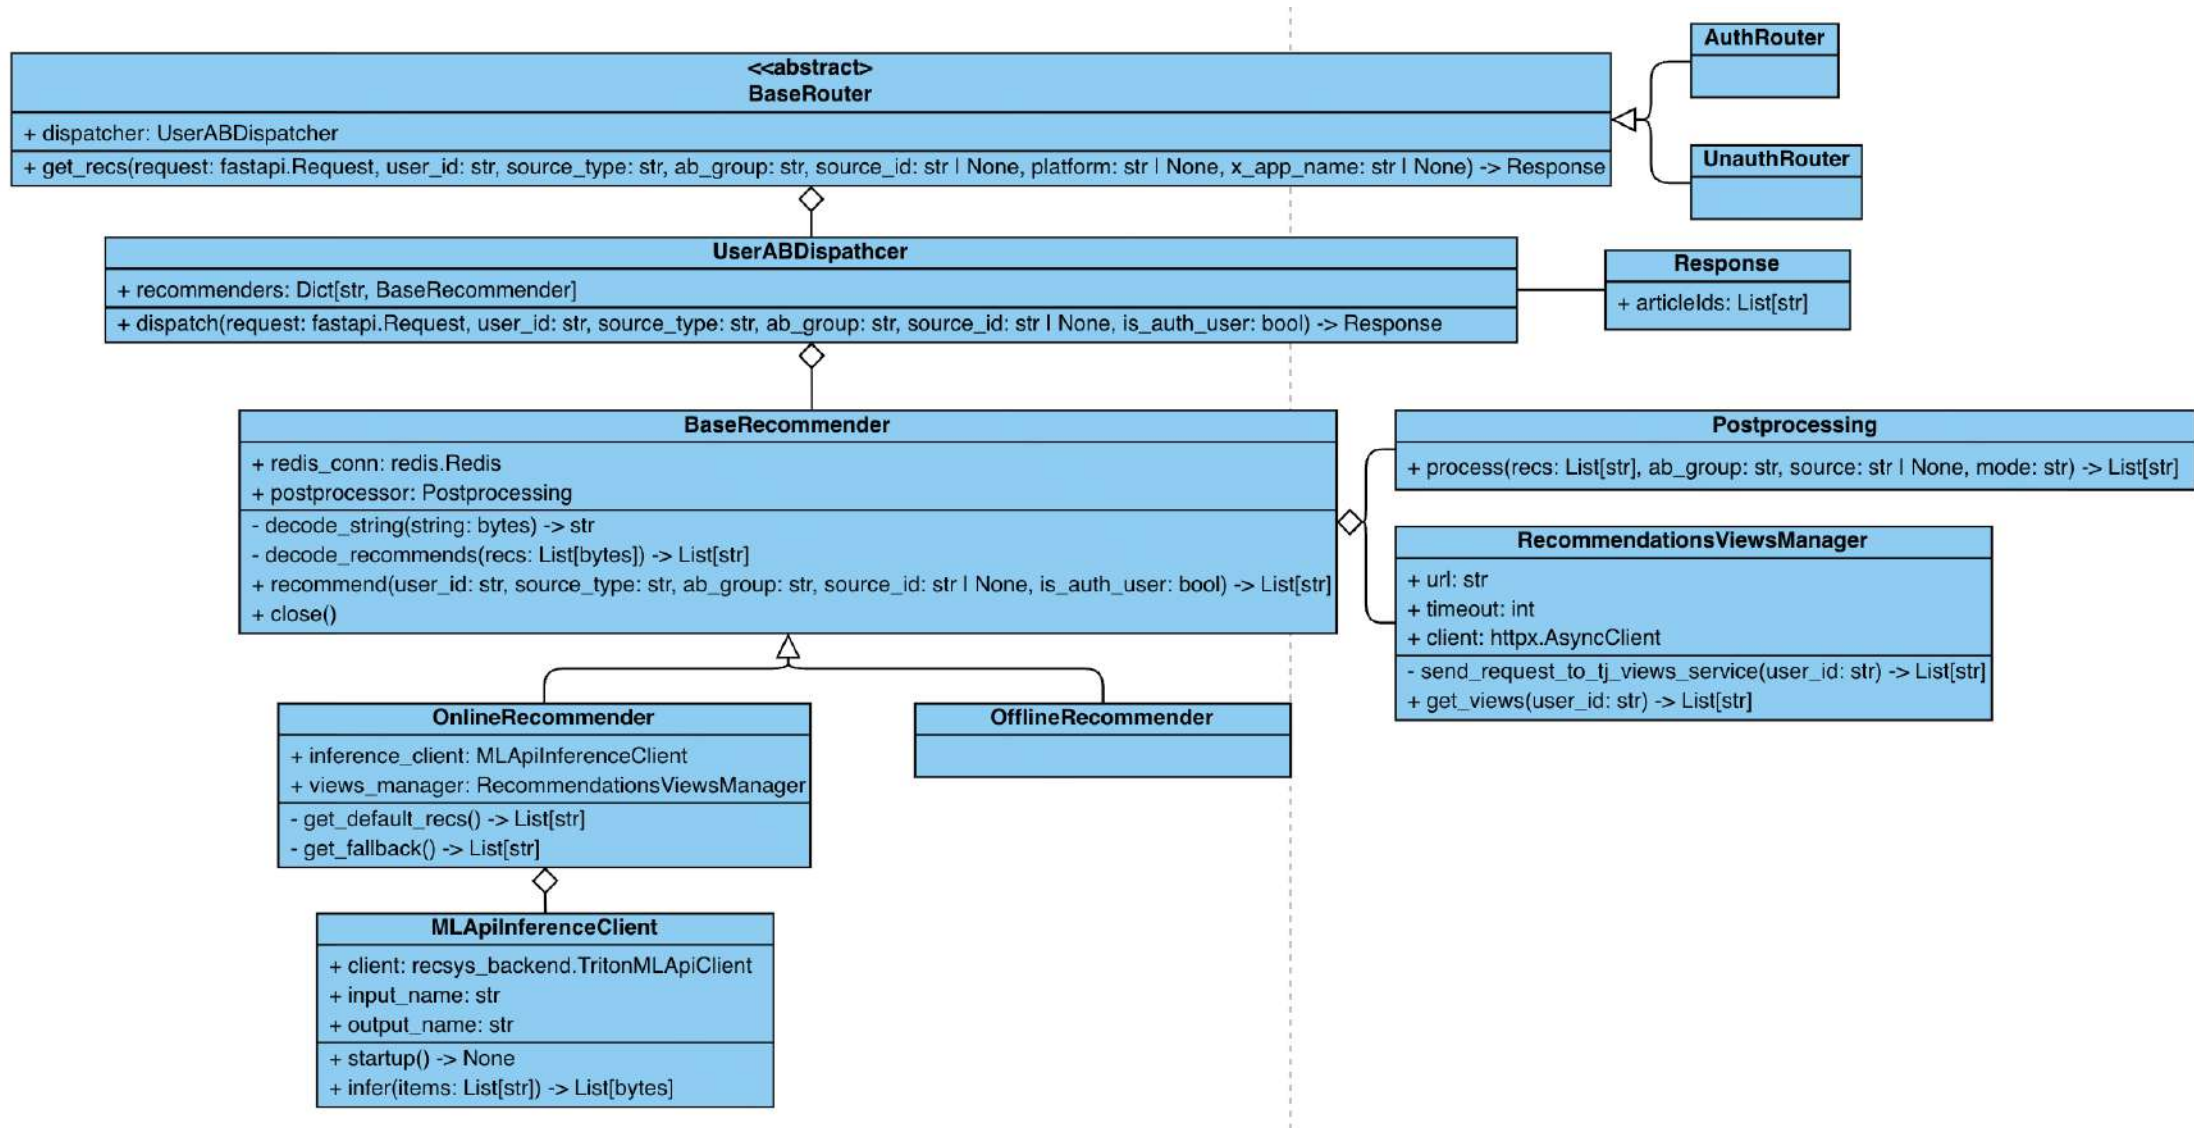 <<abstract>
BaseRouter
+ dispatcher: UserABDispatcher
+ get_recs(request: fastapi.Request, user_id: str, source_type: str, ab_group: str, source_id: str | None, platform: str | None, x_app_name: str | None) -> Response
AuthRouter
UnauthRouter
UserABDispathcer
+ recommenders: Dict[str, BaseRecommender]
+ dispatch(request: fastapi.Request, user_id: str, source_type: str, ab_group: str, source_id: str | None, is_auth_user: bool) -> Response
Response
+ articleIds: List[str]
BaseRecommender
+ redis_conn: redis.Redis
+ postprocessor: Postprocessing
- decode_string(string: bytes) -> str
- decode_recommends(recs: List[bytes]) -> List[str]
+ recommend(user_id: str, source_type: str, ab_group: str, source_id: str | None, is_auth_user: bool) -> List[str]
+ close()
Postprocessing
+ process(recs: List[str], ab_group: str, source: str | None, mode: str) -> List[str]
RecommendationsViewsManager
+ url: str
+ timeout: int
+ client: httpx.AsyncClient
- send_request_to_tj_views_service(user_id: str) -> List[str]
+ get_views(user_id: str) -> List[str]
OnlineRecommender
+ inference_client: MLApiInferenceClient
+ views_manager: RecommendationsViewsManager
- get_default_recs() -> List[str]
- get_fallback() -> List[str]
OfflineRecommender
MLApiInferenceClient
+ client: recsys_backend.TritonMLApiClient
+ input_name: str
+ output_name: str
+ startup() -> None
+ infer(items: List[str]) -> List[bytes]